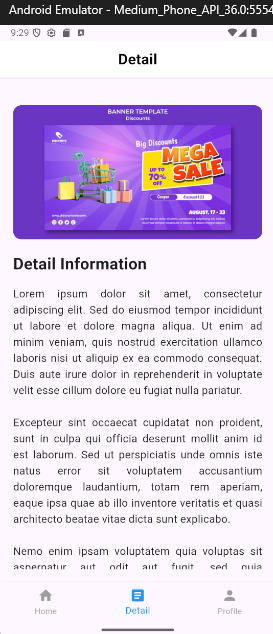 Android Emulator - Medium_Phone_API_36.0:5554
9:29
Detail
BANNER TEMPLATE
Discounts
Big Discounts
MEGA
SALE
UP TO
70%
OFF
Coupon
discount123
AUGUST, 17 - 23
Detail Information
Lorem ipsum dolor sit amet, consectetur
adipiscing elit. Sed do eiusmod tempor incididunt
ut labore et dolore magna aliqua. Ut enim ad
minim veniam, quis nostrud exercitation ullamco
laboris nisi ut aliquip ex ea commodo consequat.
Duis aute irure dolor in reprehenderit in voluptate
velit esse cillum dolore eu fugiat nulla pariatur.
Excepteur sint occaecat cupidatat non proident,
sunt in culpa qui officia deserunt mollit anim id
est laborum. Sed ut perspiciatis unde omnis iste
natus error sit voluptatem accusantium
doloremque laudantium, totam rem aperiam,
eaque ipsa quae ab illo inventore veritatis et quasi
architecto beatae vitae dicta sunt explicabo.
Nemo enim ipsam voluptatem quia voluptas sit
aspernatur aut odit aut fugit, sed quia
Home
Detail
Profile